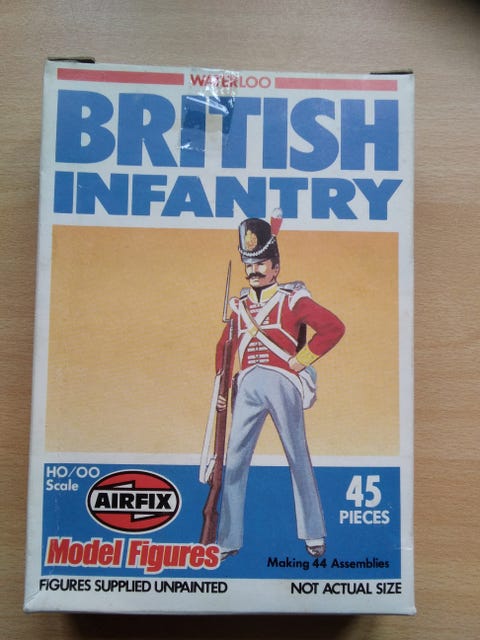 WATERLOO
BRITISH
INFANTRY
HO/OO
Scale
AIRFIX
Model Figures
45
PIECES
Making 44 Assemblies
FIGURES SUPPLIED UNPAINTED
NOT ACTUAL SIZE